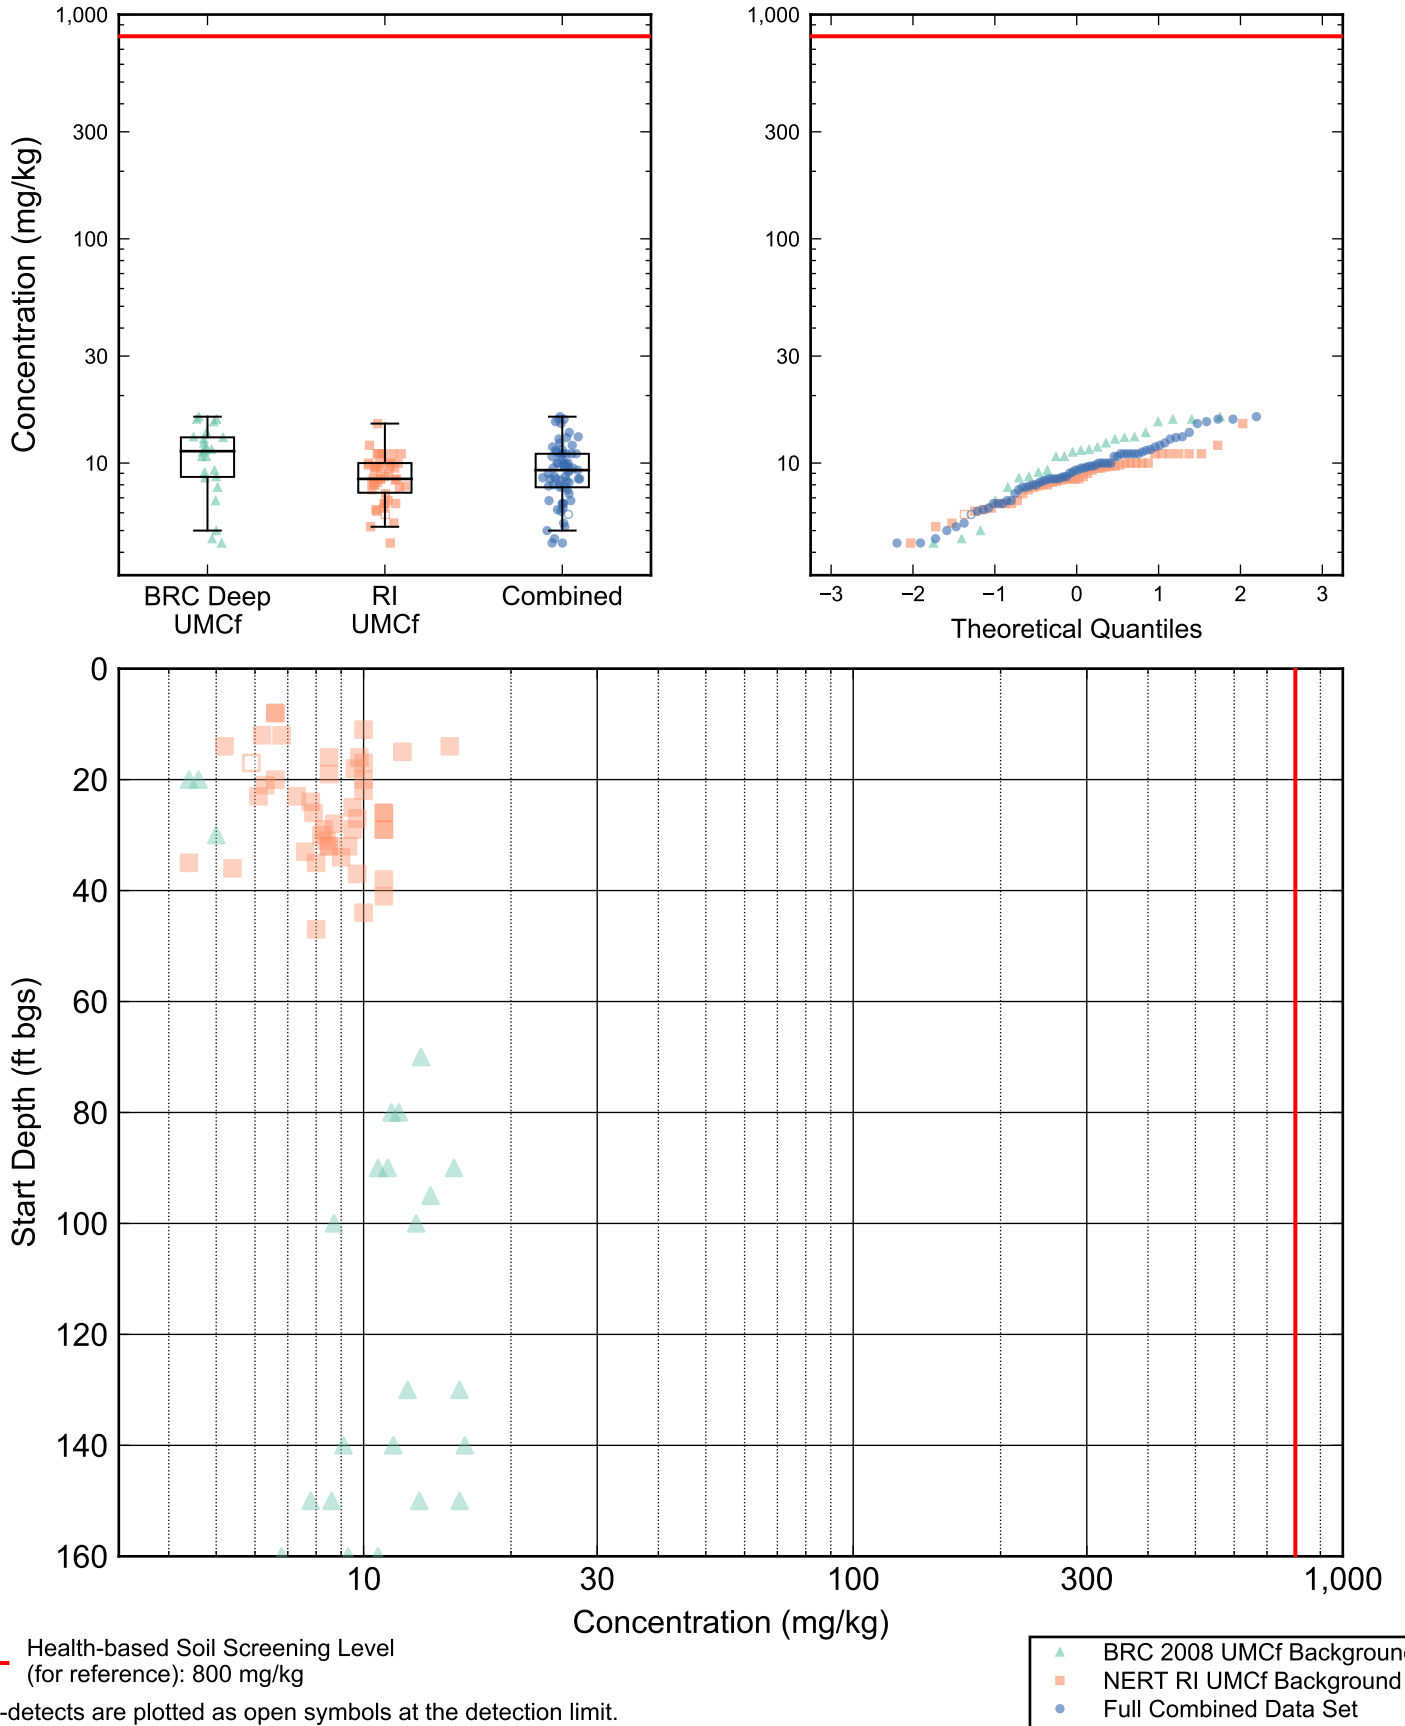 1,000
300
100
30
10
Concentration (mg/kg)
BRC Deep
UMCf
RI
UMCf
Combined
1,000
300
100
30
10
−3 −2 −1 0 1 2 3
Theoretical Quantiles
0
20
40
60
80
100
120
140
160
Start Depth (ft bgs)
10 30 100 300 1,000
Concentration (mg/kg)
Health-based Soil Screening Level
(for reference): 800 mg/kg
-detects are plotted as open symbols at the detection limit.
BRC 2008 UMCf Backgroun
NERT RI UMCf Background
Full Combined Data Set